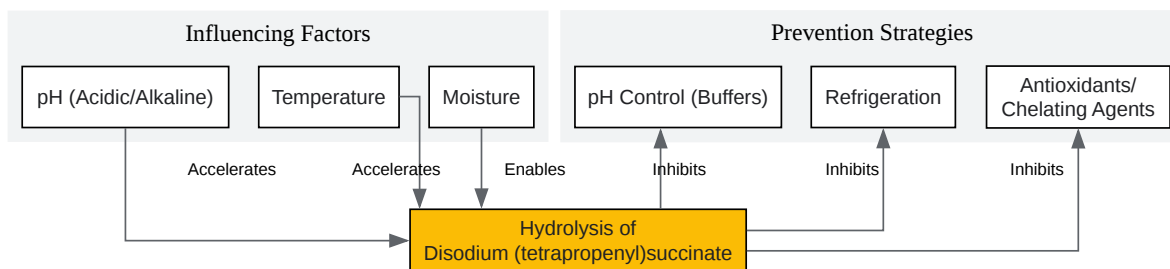 Influencing Factors
Prevention Strategies
pH (Acidic/Alkaline)
Temperature
Moisture
pH Control (Buffers)
Refrigeration
Antioxidants/
Chelating Agents
Accelerates
Accelerates
Enables
Inhibits
Inhibits
Inhibits
Hydrolysis of
Disodium (tetrapropenyl)succinate